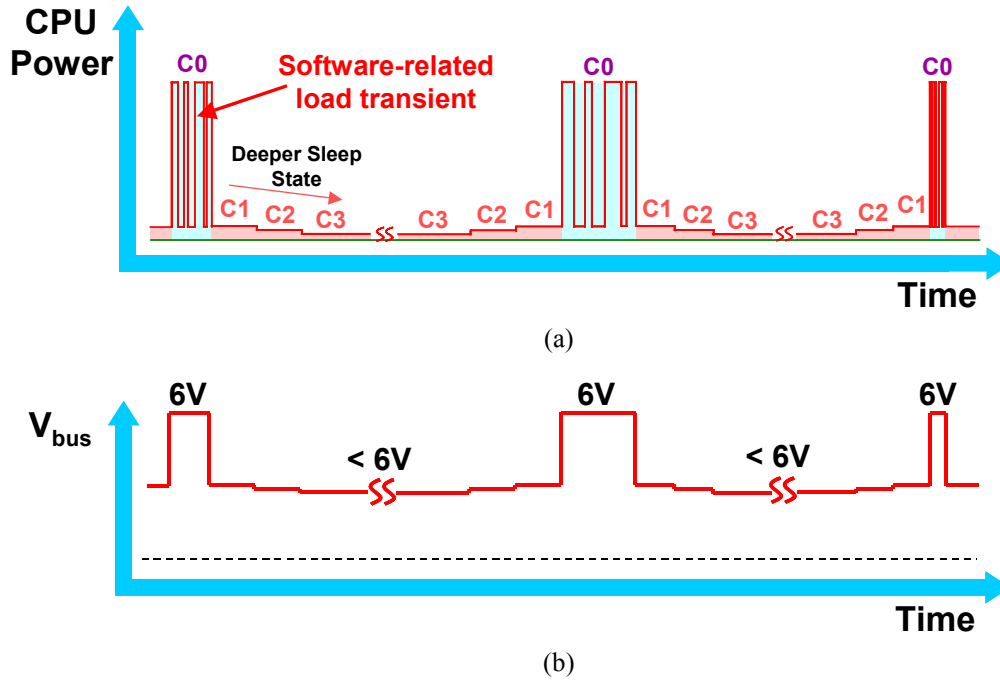 CPU
Power
C0
Software-related
load transient
C0
C0
Deeper Sleep
State
C1
C2
C3
C3
C2
C1
C1
C2
C3
C3
C2
C1
Time
(a)
Vbus
6V
< 6V
6V
< 6V
6V
Time
(b)